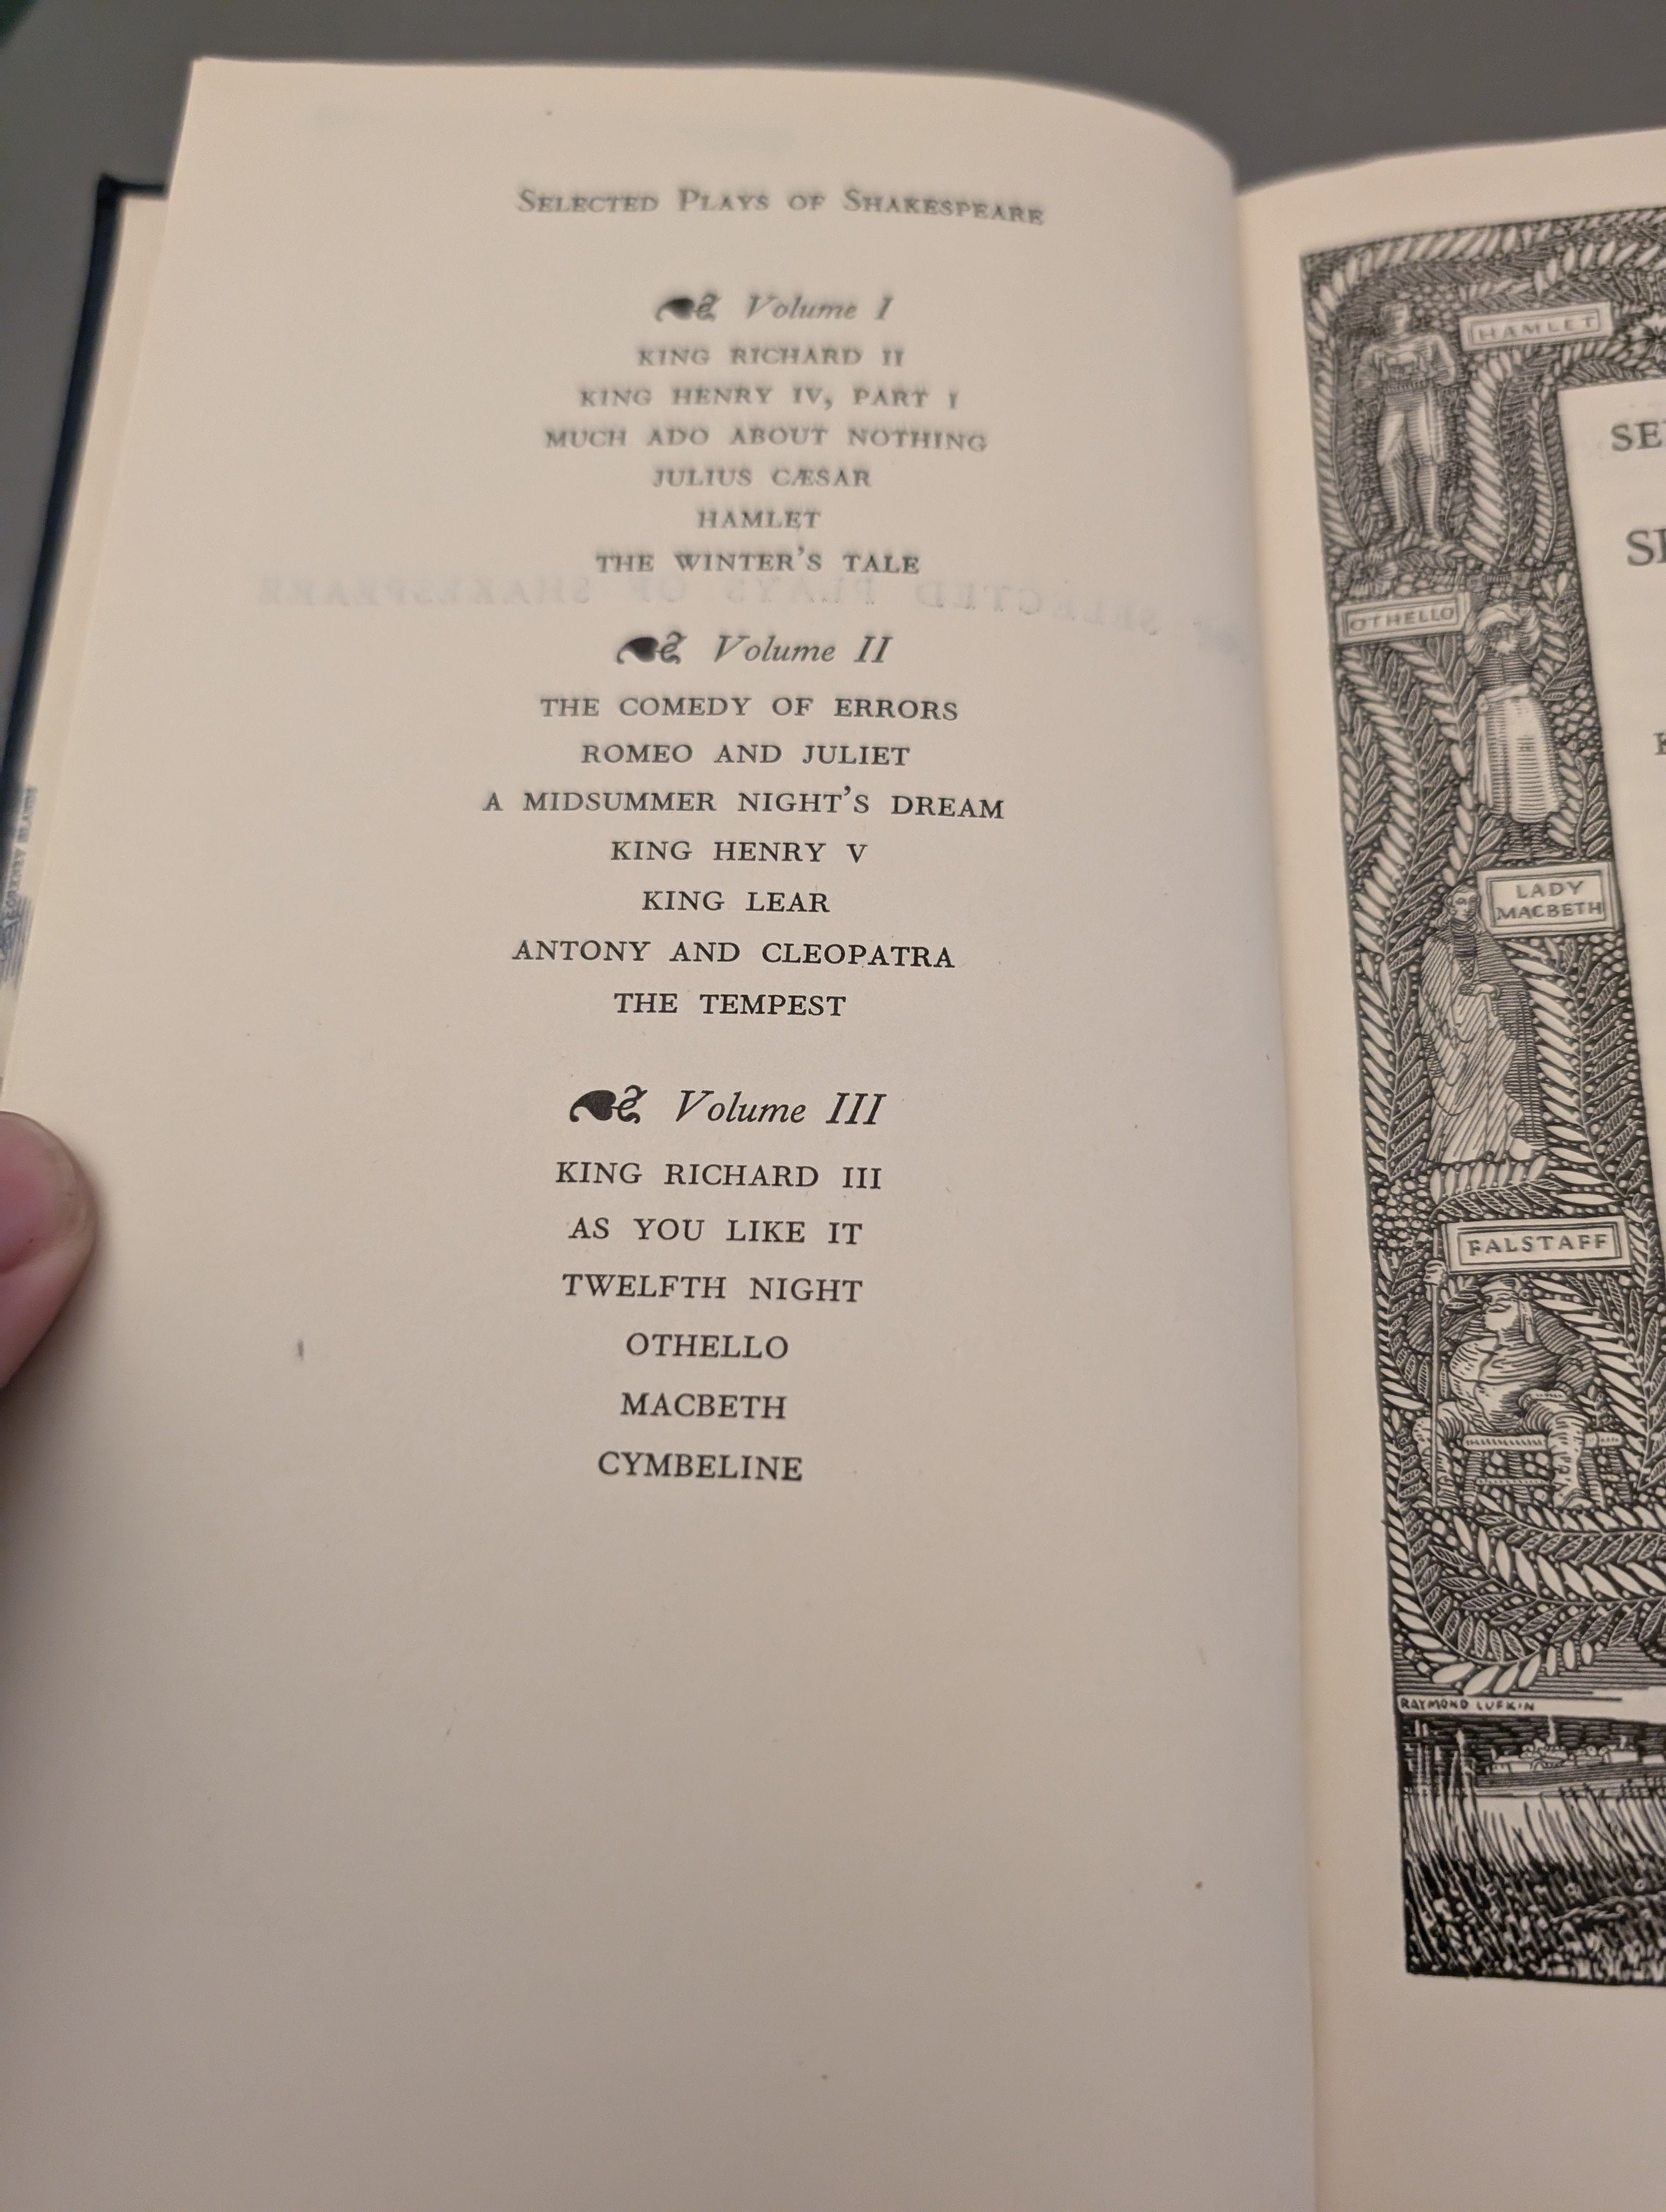 SELECTED PLAYS OF SHAKESPEARE
Volume I
KING RICHARD II
KING HENRY IV, PART I
MUCH ADO ABOUT NOTHING
JULIUS CÆSAR
HAMLET
THE WINTER'S TALE
Volume II
THE COMEDY OF ERRORS
ROMEO AND JULIET
A MIDSUMMER NIGHT'S DREAM
KING HENRY V
KING LEAR
ANTONY AND CLEOPATRA
THE TEMPEST
Volume III
KING RICHARD III
AS YOU LIKE IT
TWELFTH NIGHT
OTHELLO
MACBETH
CYMBELINE
HAMLET
OTHELLO
LADY
MACBETH
FALSTAFF
RAYMOND LUFKIN